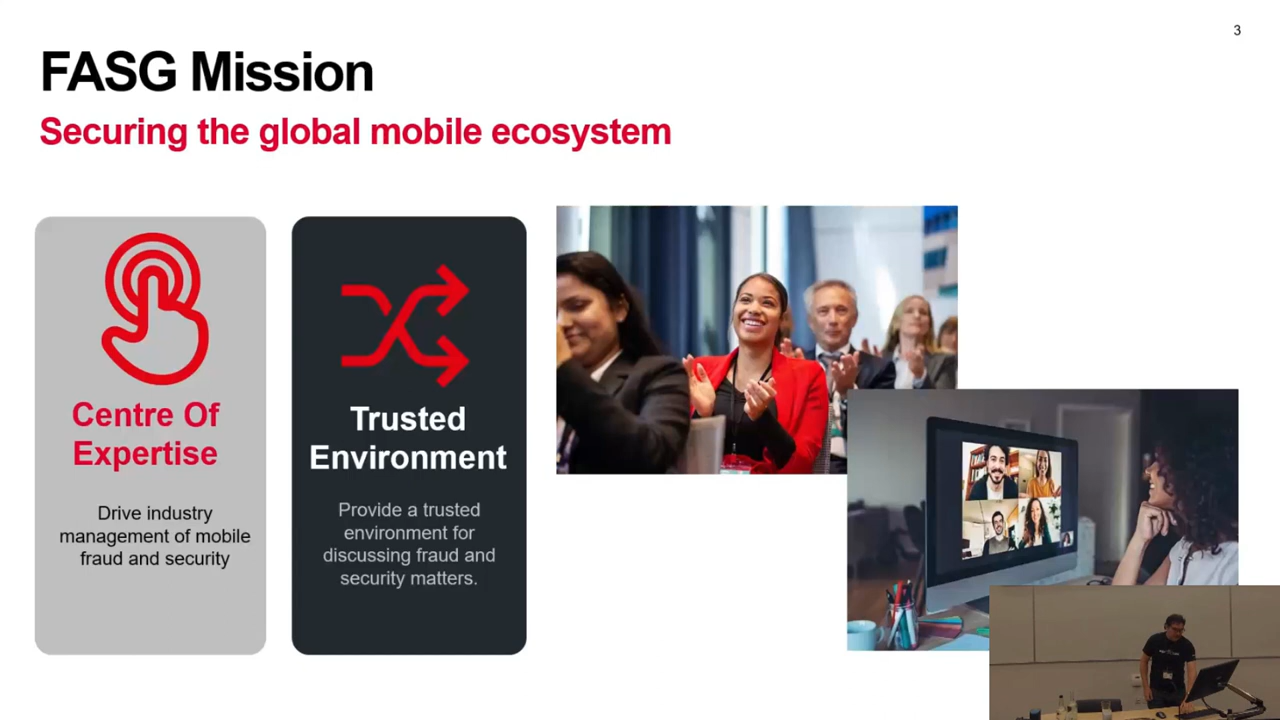 3
FASG Mission
Securing the global mobile ecosystem
Centre Of
Expertise
Drive industry
management of mobile
fraud and security
Trusted
Environment
Provide a trusted
environment for
discussing fraud and
security matters.